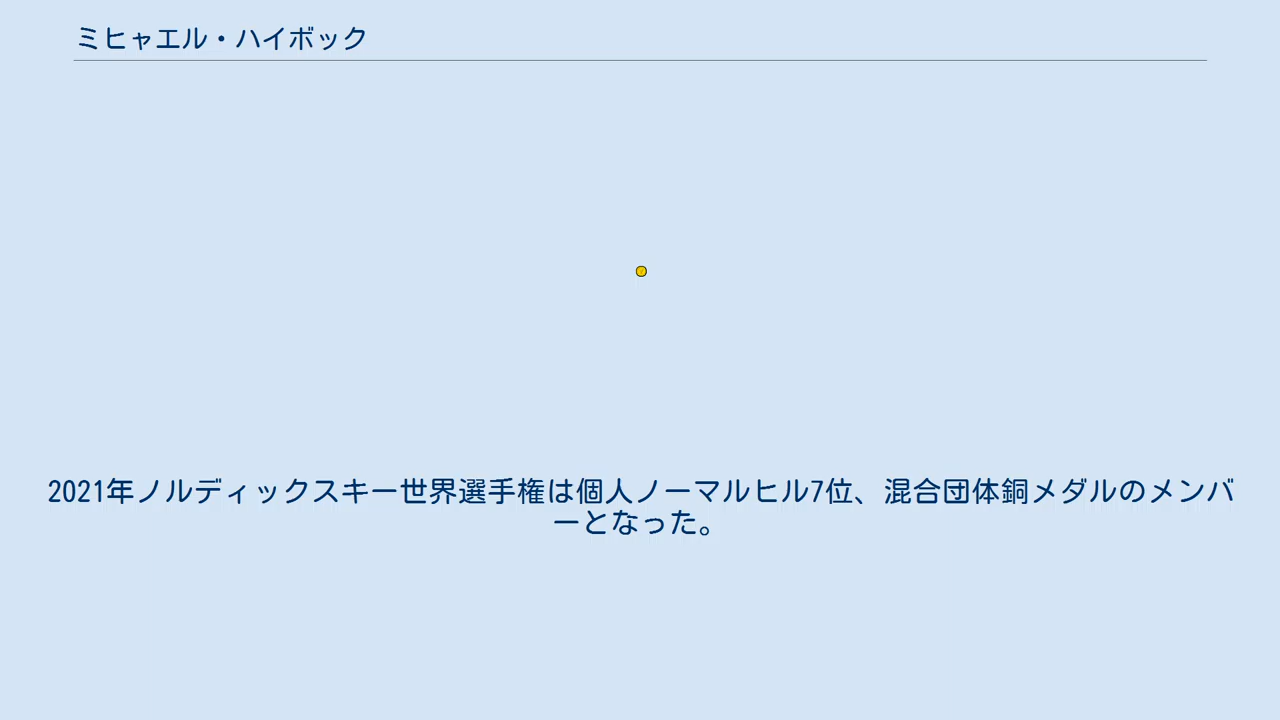 ミヒャエル・ハイボック
2021年ノルディックスキー世界選手権は個人ノーマルヒル7位、混合団体銅メダルのメンバ
ーとなった。